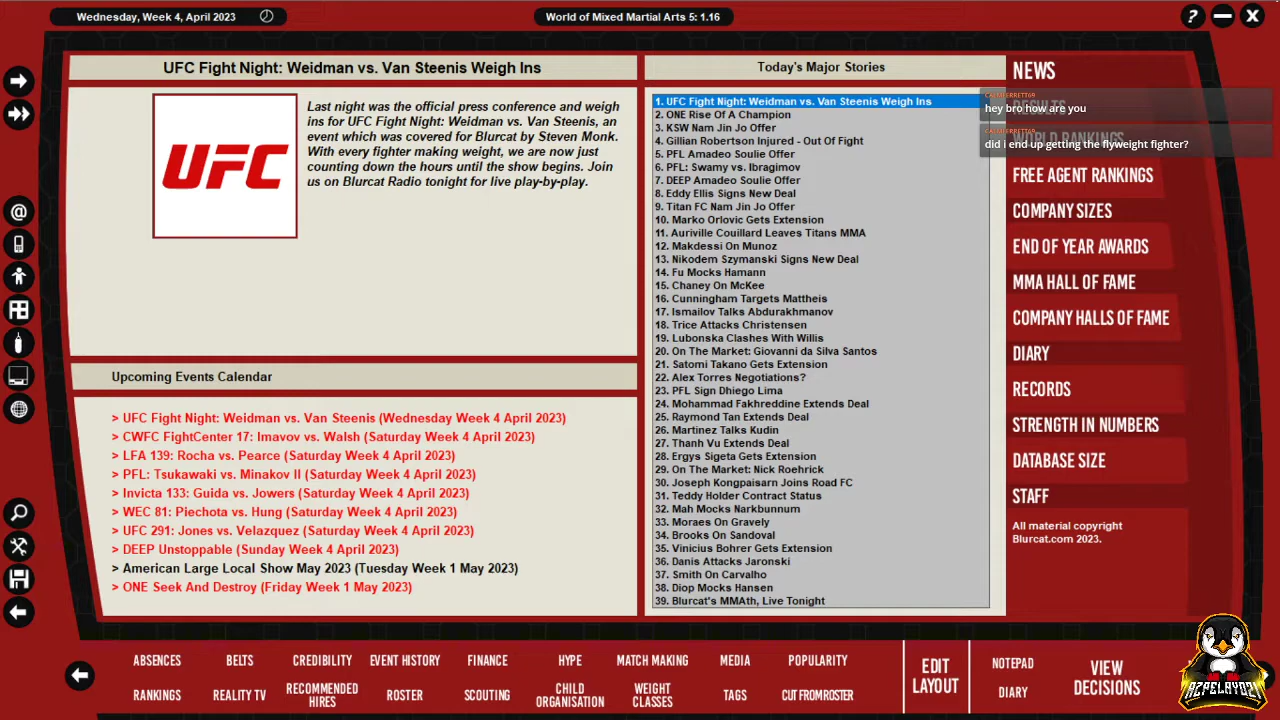 Wednesday, Week 4, April 2023
World of Mixed Martial Arts 5: 1.16
?
X
UFC Fight Night: Weidman vs. Van Steenis Weigh Ins
UFC
Last night was the official press conference and weigh
ins for UFC Fight Night: Weidman vs. Van Steenis, an
event which was covered for Blurcat by Steven Monk.
With every fighter making weight, we are now just
counting down the hours until the show begins. Join
us on Blurcat Radio tonight for live play-by-play.
Upcoming Events Calendar
> UFC Fight Night: Weidman vs. Van Steenis (Wednesday Week 4 April 2023)
> CWFC FightCenter 17: Imavov vs. Walsh (Saturday Week 4 April 2023)
> LFA 139: Rocha vs. Pearce (Saturday Week 4 April 2023)
> PFL: Tsukawaki vs. Minakov II (Saturday Week 4 April 2023)
> Invicta 133: Guida vs. Jowers (Saturday Week 4 April 2023)
> WEC 81: Piechota vs. Hung (Saturday Week 4 April 2023)
> UFC 291: Jones vs. Velazquez (Saturday Week 4 April 2023)
> DEEP Unstoppable (Sunday Week 4 April 2023)
> American Large Local Show May 2023 (Tuesday Week 1 May 2023)
> ONE Seek And Destroy (Friday Week 1 May 2023)
Today's Major Stories
1. UFC Fight Night: Weidman vs. Van Steenis Weigh Ins
2. ONE Rise Of A Champion
3. KSW Nam Jin Jo Offer
4. Gillian Robertson Injured - Out Of Fight
5. PFL Amadeo Soulie Offer
6. PFL: Swamy vs. Ibragimov
7. DEEP Amadeo Soulie Offer
8. Eddy Ellis Signs New Deal
9. Titan FC Nam Jin Jo Offer
10. Marko Orlovic Gets Extension
11. Auriville Couillard Leaves Titans MMA
12. Makdessi On Munoz
13. Nikodem Szymanski Signs New Deal
14. Fu Mocks Hamann
15. Chaney On McKee
16. Cunningham Targets Mattheis
17. Ismailov Talks Abdurakhmanov
18. Trice Attacks Christensen
19. Lubonska Clashes With Willis
20. On The Market: Giovanni da Silva Santos
21. Satomi Takano Gets Extension
22. Alex Torres Negotiations?
23. PFL Sign Dhiego Lima
24. Mohammad Fakhreddine Extends Deal
25. Raymond Tan Extends Deal
26. Martinez Talks Kudin
27. Thanh Vu Extends Deal
28. Ergys Sigeta Gets Extension
29. On The Market: Nick Roehrick
30. Joseph Kongpaisarn Joins Road FC
31. Teddy Holder Contract Status
32. Mah Mocks Narkbunnum
33. Moraes On Gravely
34. Brooks On Sandoval
35. Vinicius Bohrer Gets Extension
36. Danis Attacks Jaronski
37. Smith On Carvalho
38. Diop Mocks Hansen
39. Blurcat's MMAth, Live Tonight
NEWS
RESULTS
WORLD RANKINGS
FREE AGENT RANKINGS
COMPANY SIZES
END OF YEAR AWARDS
MMA HALL OF FAME
COMPANY HALLS OF FAME
DIARY
RECORDS
STRENGTH IN NUMBERS
DATABASE SIZE
STAFF
All material copyright
Blurcat.com 2023.
hey bro how are you
did i end up getting the flyweight fighter?
@
ABSENCES
BELTS
CREDIBILITY
EVENT HISTORY
FINANCE
HYPE
MATCH MAKING
MEDIA
POPULARITY
RANKINGS
REALITY TV
RECOMMENDED
HIRES
ROSTER
SCOUTING
CHILD
ORGANISATION
WEIGHT
CLASSES
TAGS
CUT FROM ROSTER
EDIT
LAYOUT
NOTEPAD
DIARY
VIEW
DECISIONS